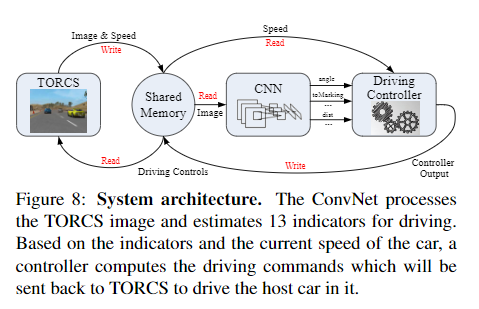 Image & Speed
Write
Speed
Read
TORCS
Shared
Memory
Read
Image
CNN
angle
toMarking
...
dist
...
Driving
Controller
Read
Driving Controls
Write
Controller
Output
Figure 8: System architecture. The ConvNet processes
the TORCS image and estimates 13 indicators for driving.
Based on the indicators and the current speed of the car, a
controller computes the driving commands which will be
sent back to TORCS to drive the host car in it.